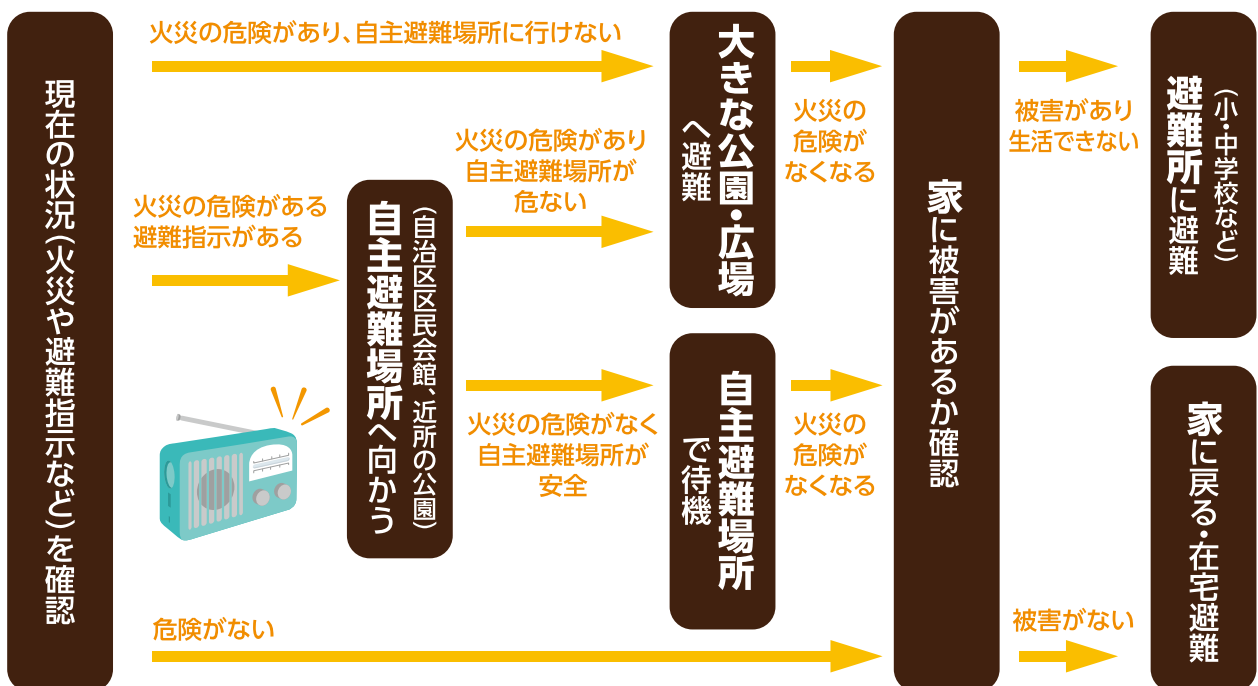 現在の状況(火災や避難指示など)を確認
火災の危険があり、自主避難場所に行けない
火災の危険がある
避難指示がある
自主避難場所へ向かう
(自治区区民会館、近所の公園)
火災の危険があり
自主避難場所が
危ない
火災の危険がなく
自主避難場所が
安全
大きな公園・広場
へ避難
自主避難場所
で待機
火災の
危険が
なくなる
火災の
危険が
なくなる
危険がない
家に被害があるか確認
被害があり
生活できない
避難所に避難
(小・中学校など)
被害がない
家に戻る・在宅避難